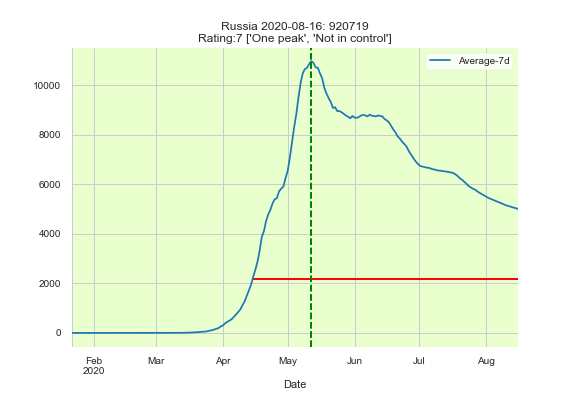 Russia 2020-08-16: 920719
Rating:7 ['One peak', 'Not in control']
Average-7d
10000
8000
6000
4000
2000
0
Feb
2020
Mar
Apr
May
Jun
Jul
Aug
Date